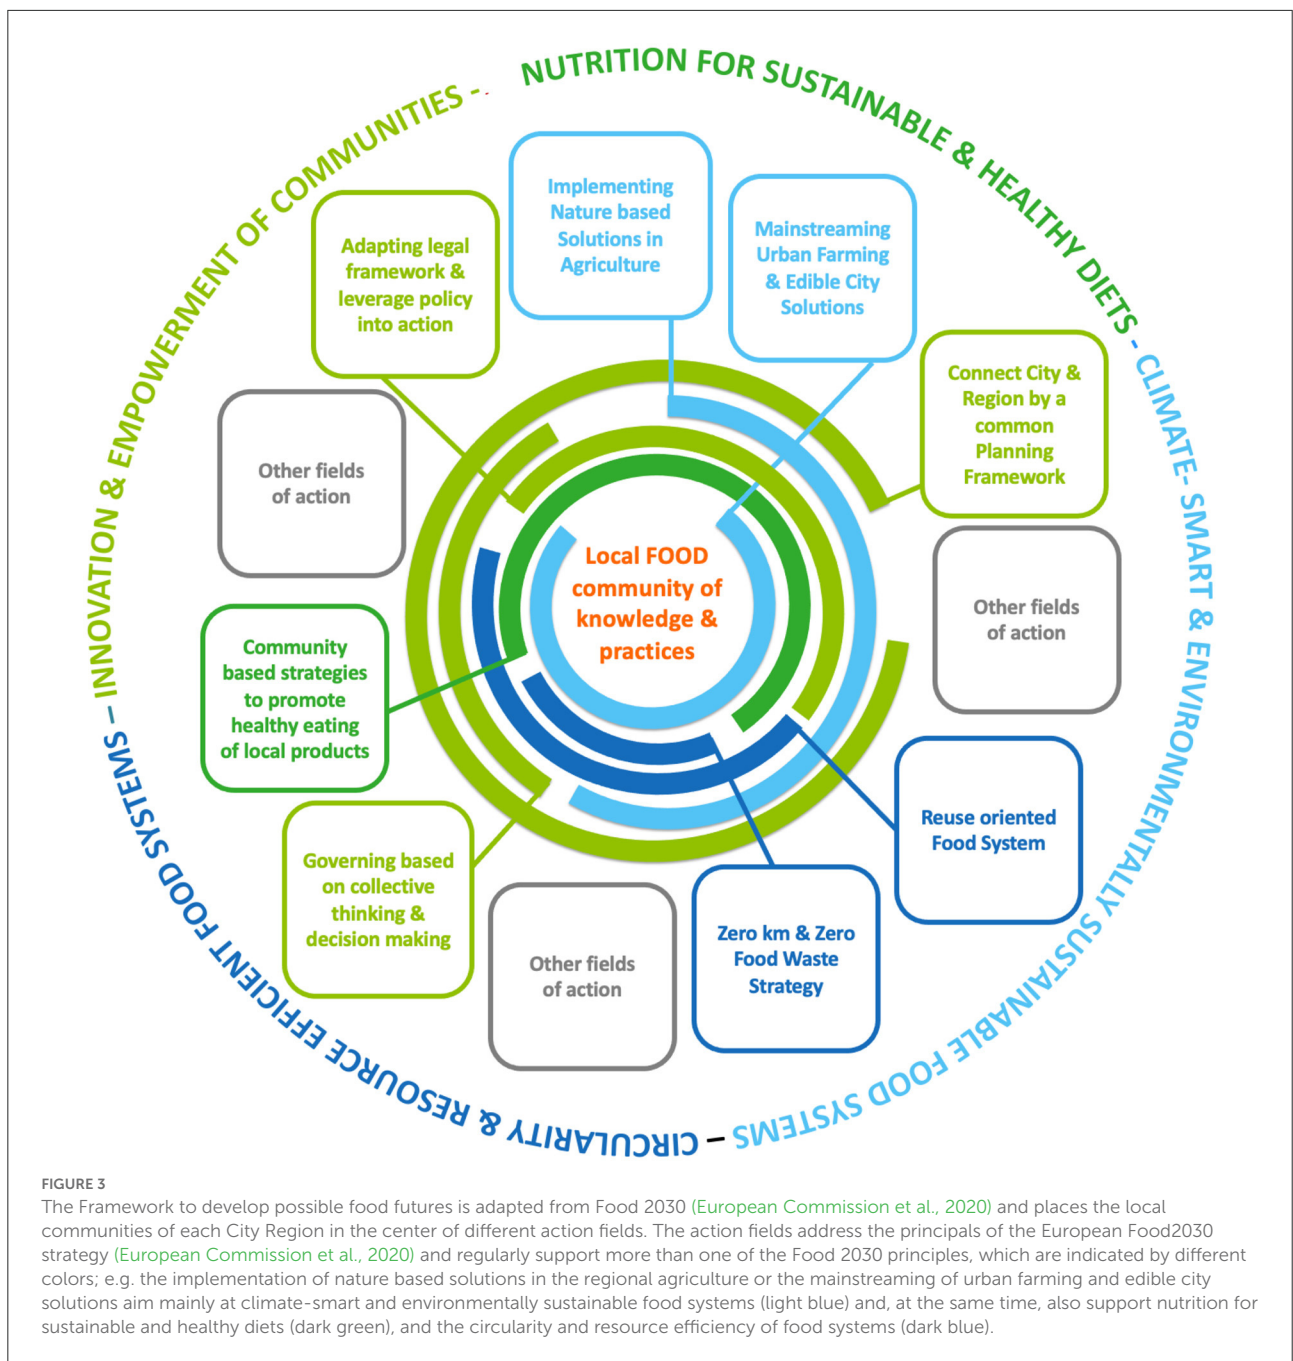 NUTRITION FOR SUSTAINABLE & HEALTHY DIETS -
CLIMATE- SMART & ENVIRONMENTALLY SUSTAINABLE FOOD SYSTEMS –
CIRCULARITY & RESOURCE EFFICIENT FOOD SYSTEMS –
INNOVATION & EMPOWERMENT OF COMMUNITIES -
Implementing
Nature based
Solutions in
Agriculture
Mainstreaming
Urban Farming
& Edible City
Solutions
Adapting legal
framework &
leverage policy
into action
Connect City &
Region by a
common
Planning
Framework
Other fields
of action
Local FOOD
community of
knowledge &
practices
Other fields
of action
Community
based strategies
to promote
healthy eating
of local products
Reuse oriented
Food System
Governing based
on collective
thinking &
decision making
Zero km & Zero
Food Waste
Strategy
Other fields
of action
FIGURE 3
The Framework to develop possible food futures is adapted from Food 2030 (European Commission et al., 2020) and places the local
communities of each City Region in the center of different action fields. The action fields address the principals of the European Food2030
strategy (European Commission et al., 2020) and regularly support more than one of the Food 2030 principles, which are indicated by different
colors; e.g. the implementation of nature based solutions in the regional agriculture or the mainstreaming of urban farming and edible city
solutions aim mainly at climate-smart and environmentally sustainable food systems (light blue) and, at the same time, also support nutrition for
sustainable and healthy diets (dark green), and the circularity and resource efficiency of food systems (dark blue).